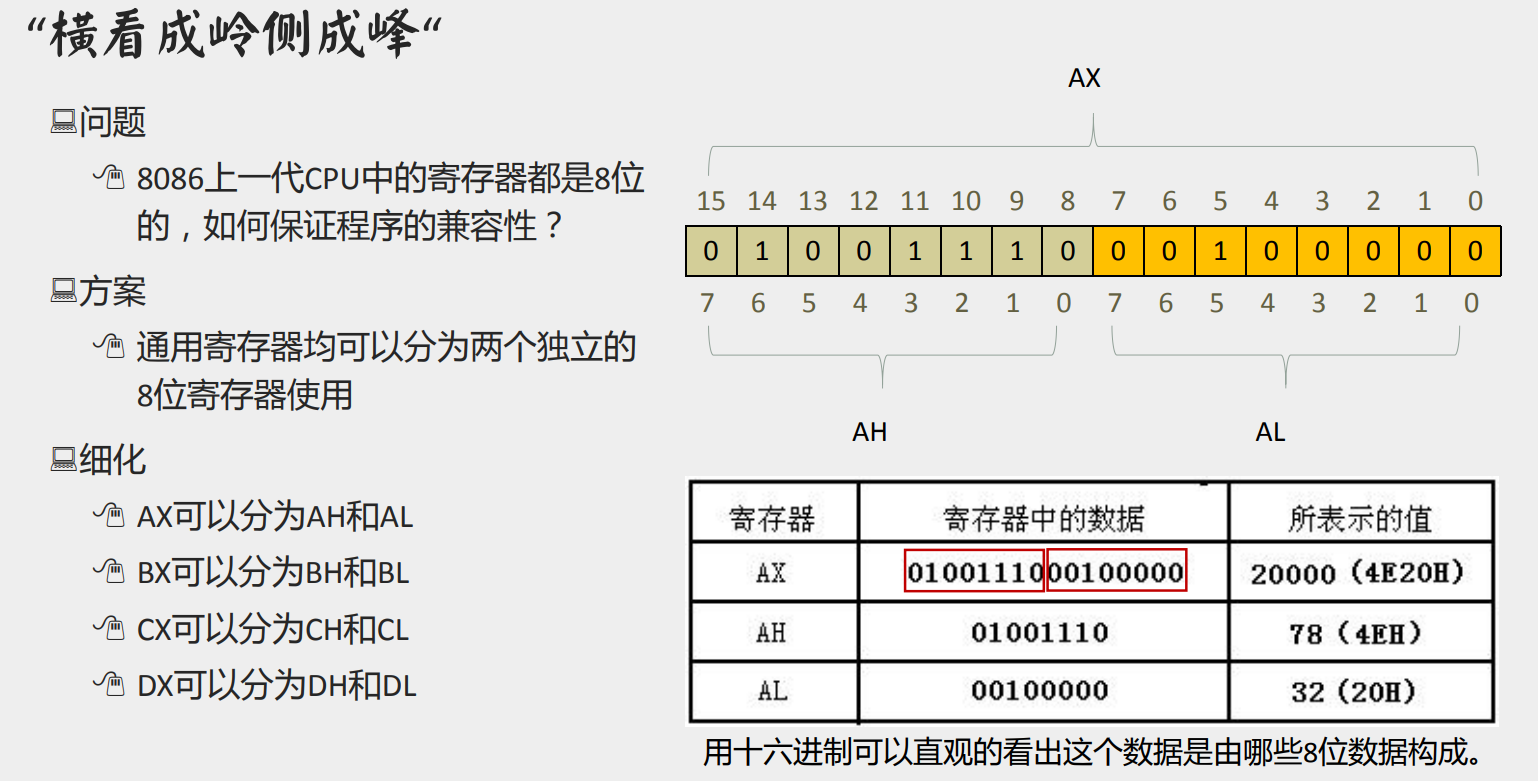 “横看成岭侧成峰“
问题
8086上一代CPU中的寄存器都是8位
的，如何保证程序的兼容性？
方案
通用寄存器均可以分为两个独立的
8位寄存器使用
细化
AX可以分为AH和AL
BX可以分为BH和BL
CX可以分为CH和CL
DX可以分为DH和DL
AX
15 14 13 12 11 10 9 8 7 6 5 4 3 2 1 0
0 1 0 0 1 1 1 0 0 0 1 0 0 0 0 0
7 6 5 4 3 2 1 0 7 6 5 4 3 2 1 0
AH AL
寄存器 寄存器中的数据 所表示的值
AX 0100111000100000 20000（4E20H）
AH 01001110 78（4EH）
AL 00100000 32（20H）
用十六进制可以直观的看出这个数据是由哪些8位数据构成。